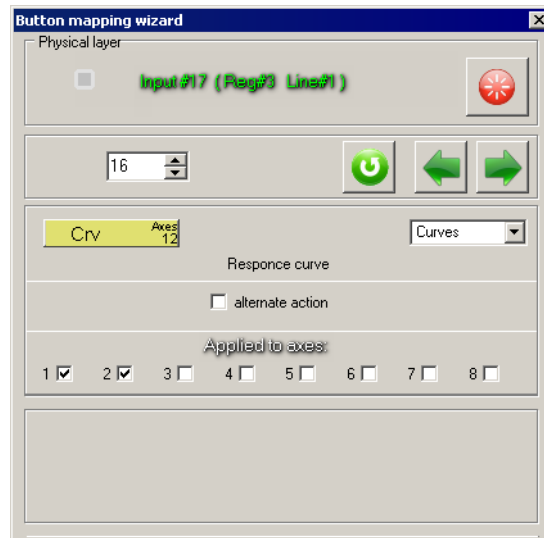 Button mapping wizard
Physical layer
Input #17 ( Reg#3 Line#1 )
16
Crv Axes 12
Curves
Responce curve
alternate action
Applied to axes:
1 2 3 4 5 6 7 8